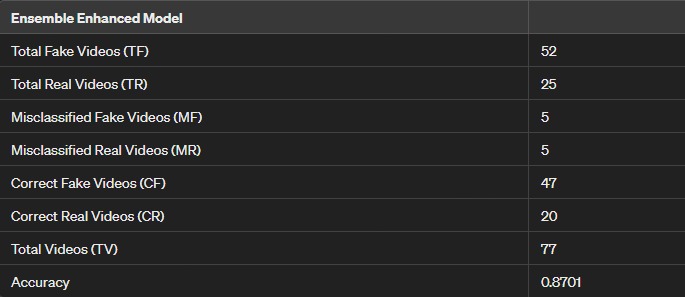 Ensemble Enhanced Model
Total Fake Videos (TF) 52
Total Real Videos (TR) 25
Misclassified Fake Videos (MF) 5
Misclassified Real Videos (MR) 5
Correct Fake Videos (CF) 47
Correct Real Videos (CR) 20
Total Videos (TV) 77
Accuracy 0.8701